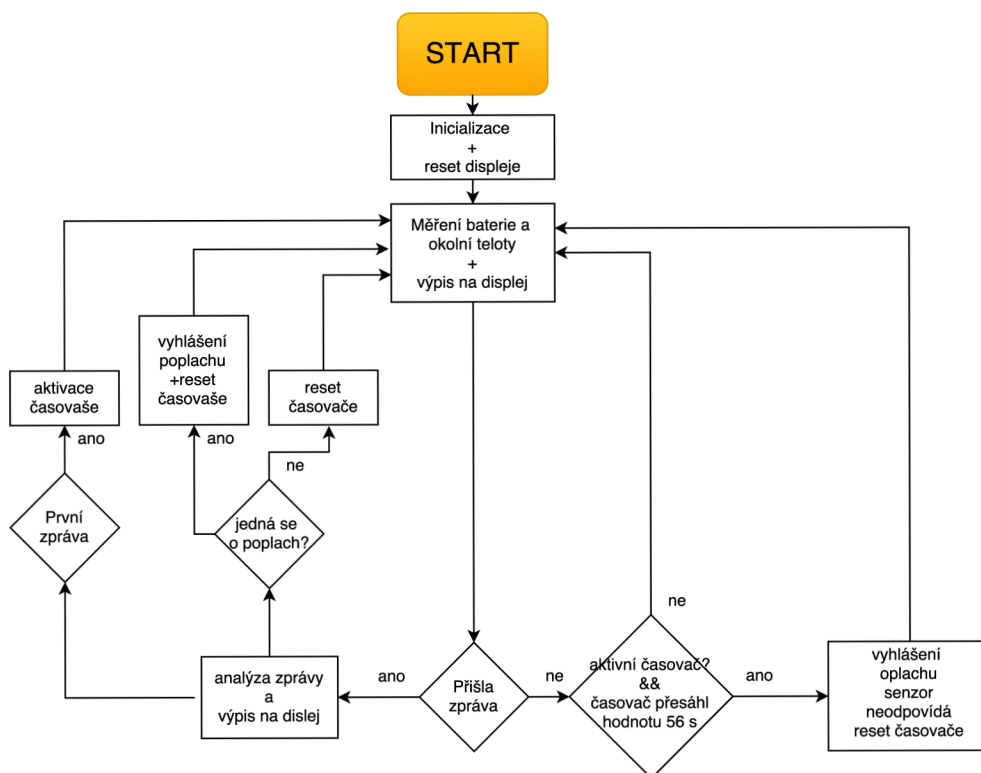 START
Inicializace
+
reset displeje
Měření baterie a
okolní teloty
+
výpis na displej
vyhlášení
poplachu
+reset
časovaše
aktivace
časovaše
reset
časovače
ano
ano
ne
První
zpráva
jedná se
o poplach?
ne
analýza zprávy
a
výpis na dislej
ano
Přišla
zpráva
ne
aktivní časovač?
&&
časovač přesáhl
hodnotu 56 s
ano
vyhlášení
oplachu
senzor
neodpovídá
reset časovače